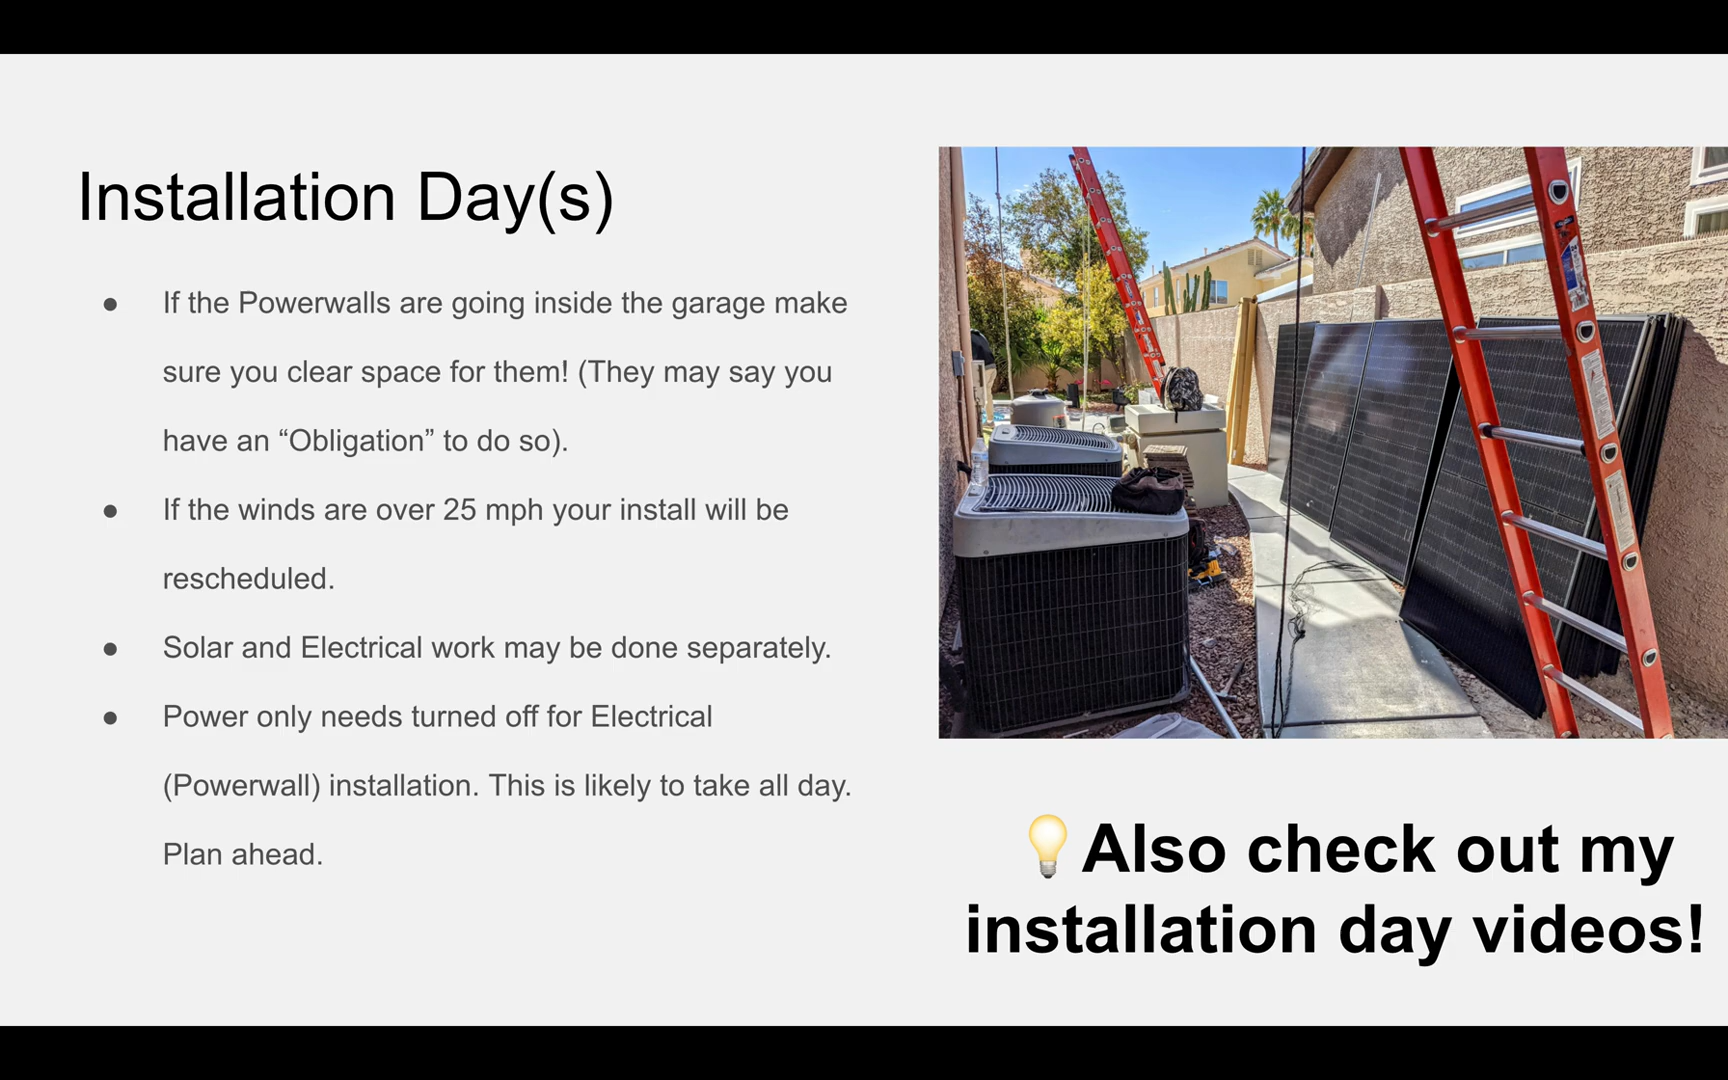 Installation Day(s)
● If the Powerwalls are going inside the garage make
sure you clear space for them! (They may say you
have an “Obligation” to do so).
● If the winds are over 25 mph your install will be
rescheduled.
● Solar and Electrical work may be done separately.
● Power only needs turned off for Electrical
(Powerwall) installation. This is likely to take all day.
Plan ahead.
💡Also check out my
installation day videos!